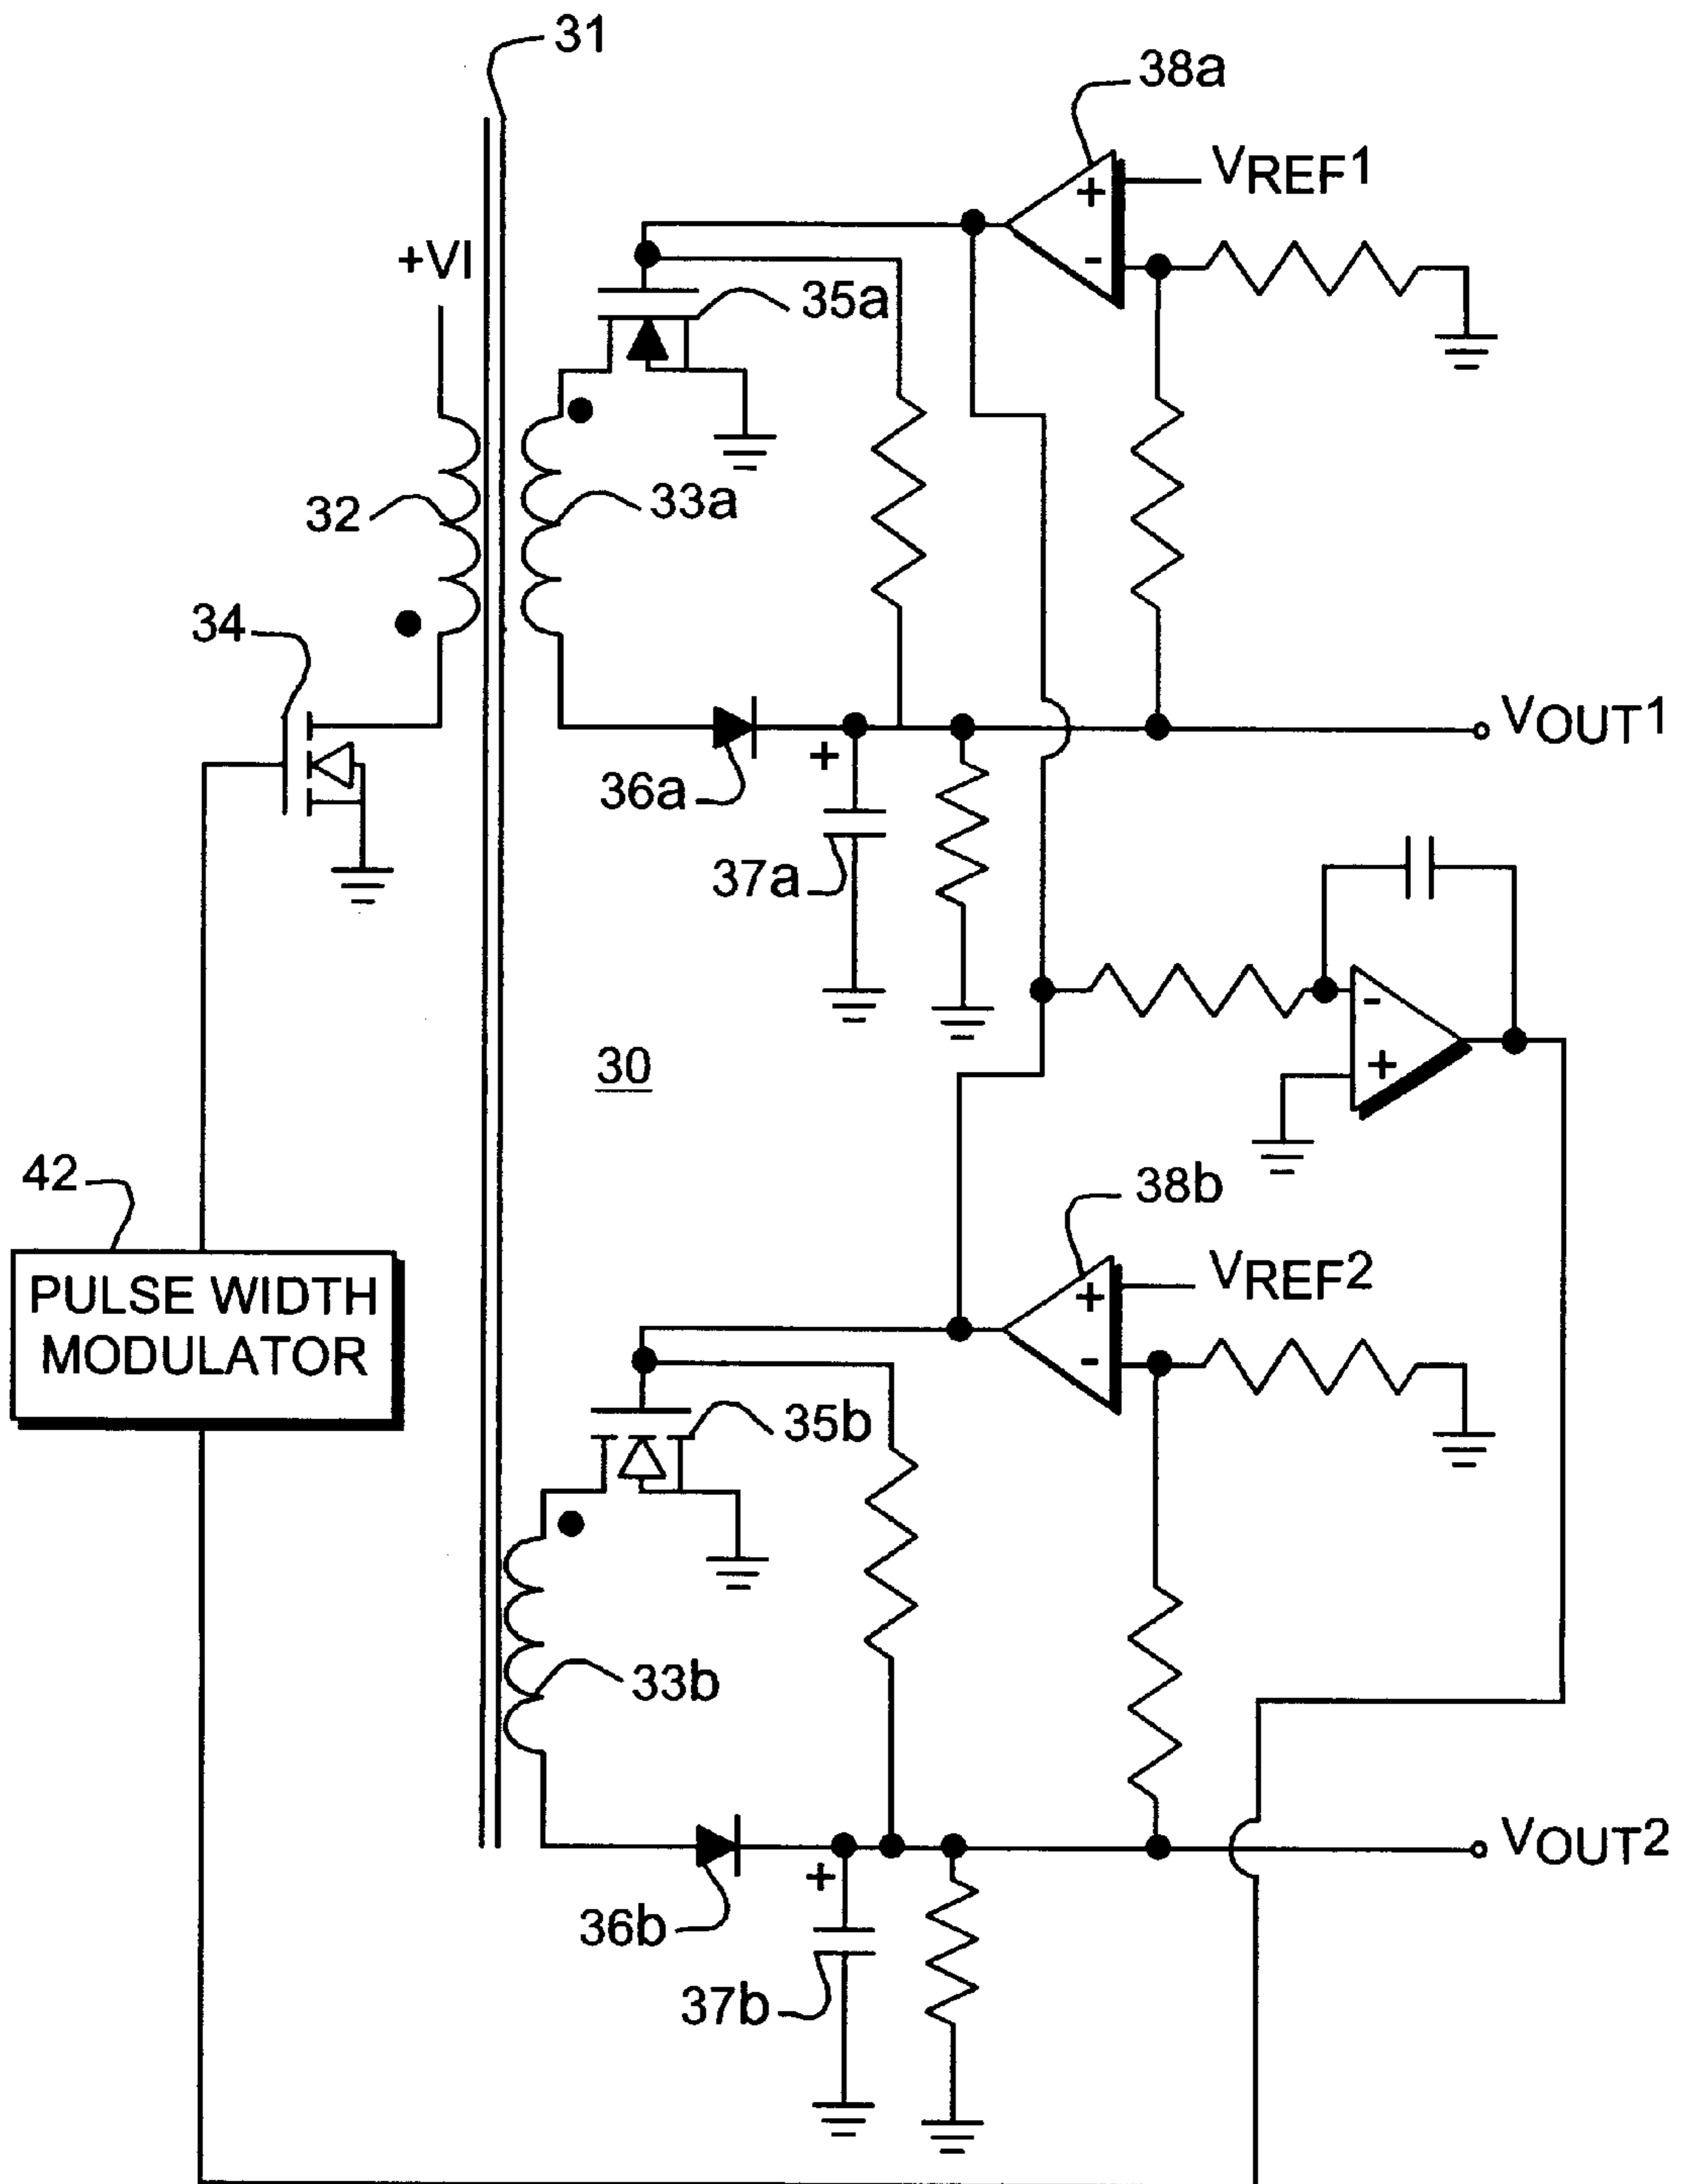 31
38a
VREF1
+
-
+VI
35a
32
33a
34
VOUT1
+
36a
37a
-
+
30
42
38b
VREF2
+
-
PULSE WIDTH
MODULATOR
35b
33b
VOUT2
+
36b
37b